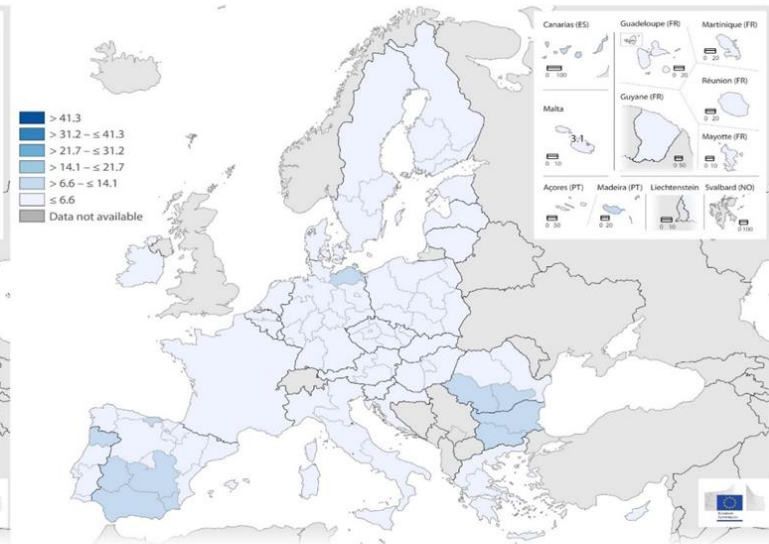 > 41.3
> 31.2 – ≤ 41.3
> 21.7 – ≤ 31.2
> 14.1 – ≤ 21.7
> 6.6 – ≤ 14.1
≤ 6.6
Data not available
Canarias (ES)
0 100
Guadeloupe (FR)
0 20
Martinique (FR)
0 20
Réunion (FR)
0 20
Malta
3.1
0 10
Guyane (FR)
0 50
Mayotte (FR)
0 10
Açores (PT)
0 50
Madeira (PT)
0 20
Liechtenstein
0 10
Svalbard (NO)
0 100
European
Commission